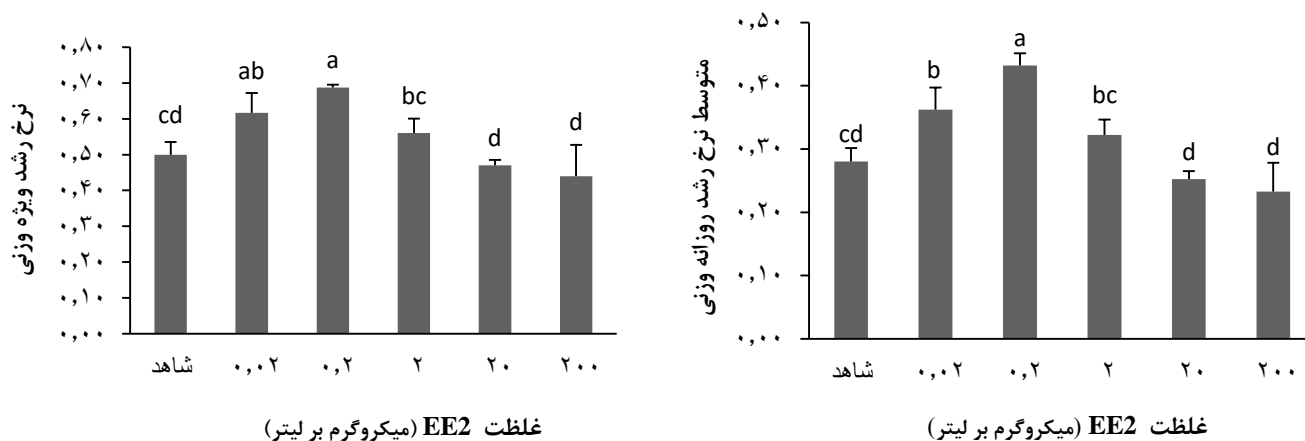 نرخ رشد ویژه وزنی
۰,۸۰
۰,۷۰
۰,۶۰
۰,۵۰
۰,۴۰
۰,۳۰
۰,۲۰
۰,۱۰
۰,۰۰
cd
ab
a
bc
d
d
شاهد
۰,۰۲
۰,۲
۲
۲۰
۲۰۰
غلظت EE2 (میکروگرم بر لیتر)
متوسط نرخ رشد روزانه وزنی
۰,۵۰
۰,۴۰
۰,۳۰
۰,۲۰
۰,۱۰
۰,۰۰
cd
b
a
bc
d
d
شاهد
۰,۰۲
۰,۲
۲
۲۰
۲۰۰
غلظت EE2 (میکروگرم بر لیتر)